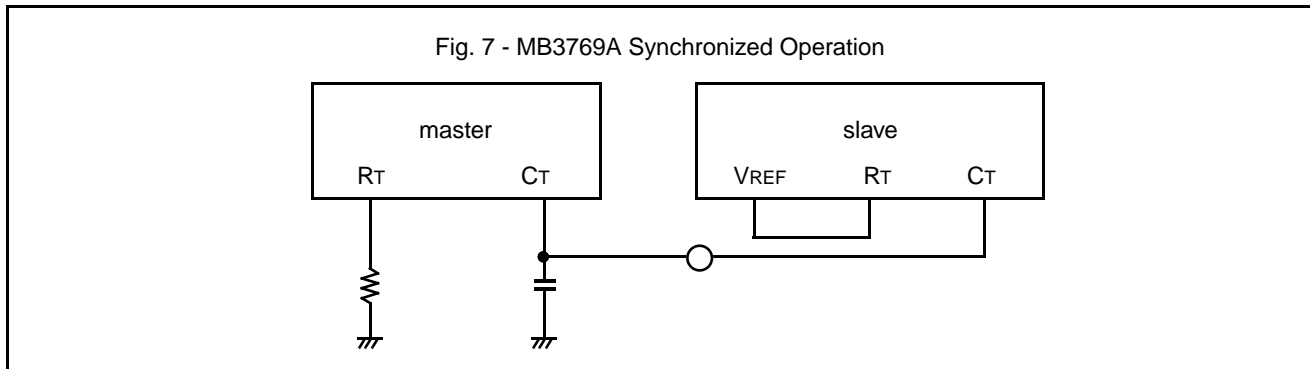 Fig. 7 - MB3769A Synchronized Operation
master
slave
RT
CT
VREF
RT
CT